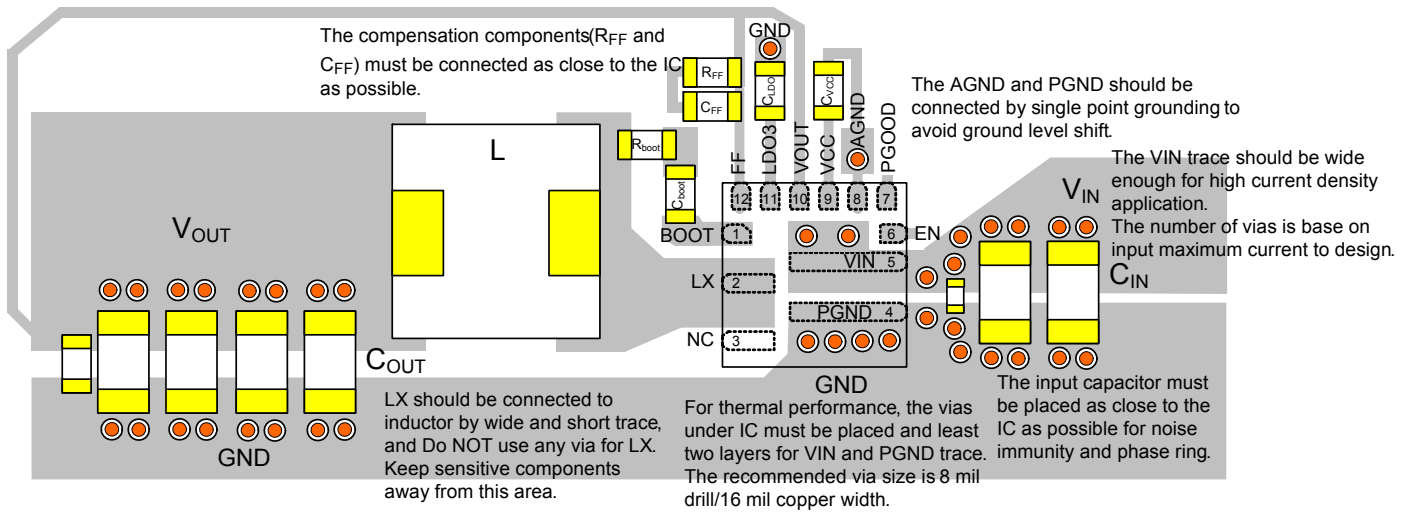 The compensation components(RFF and
CFF) must be connected as close to the IC
as possible.
GND
RFF
CFF
CLDO
CVCC
AGND
The AGND and PGND should be
connected by single point grounding to
avoid ground level shift.
L
Rboot
Cboot
FF
LDO3
VOUT
VCC
PGOOD
12
11
10
9
8
7
The VIN trace should be wide
enough for high current density
application.
The number of vias is base on
input maximum current to design.
VIN
VOUT
BOOT
1
6
EN
VIN
5
LX
2
CIN
PGND
4
NC
3
COUT
GND
LX should be connected to
inductor by wide and short trace,
and Do NOT use any via for LX.
Keep sensitive components
away from this area.
GND
For thermal performance, the vias
under IC must be placed and least
two layers for VIN and PGND trace.
The recommended via size is 8 mil
drill/16 mil copper width.
The input capacitor must
be placed as close to the
IC as possible for noise
immunity and phase ring.